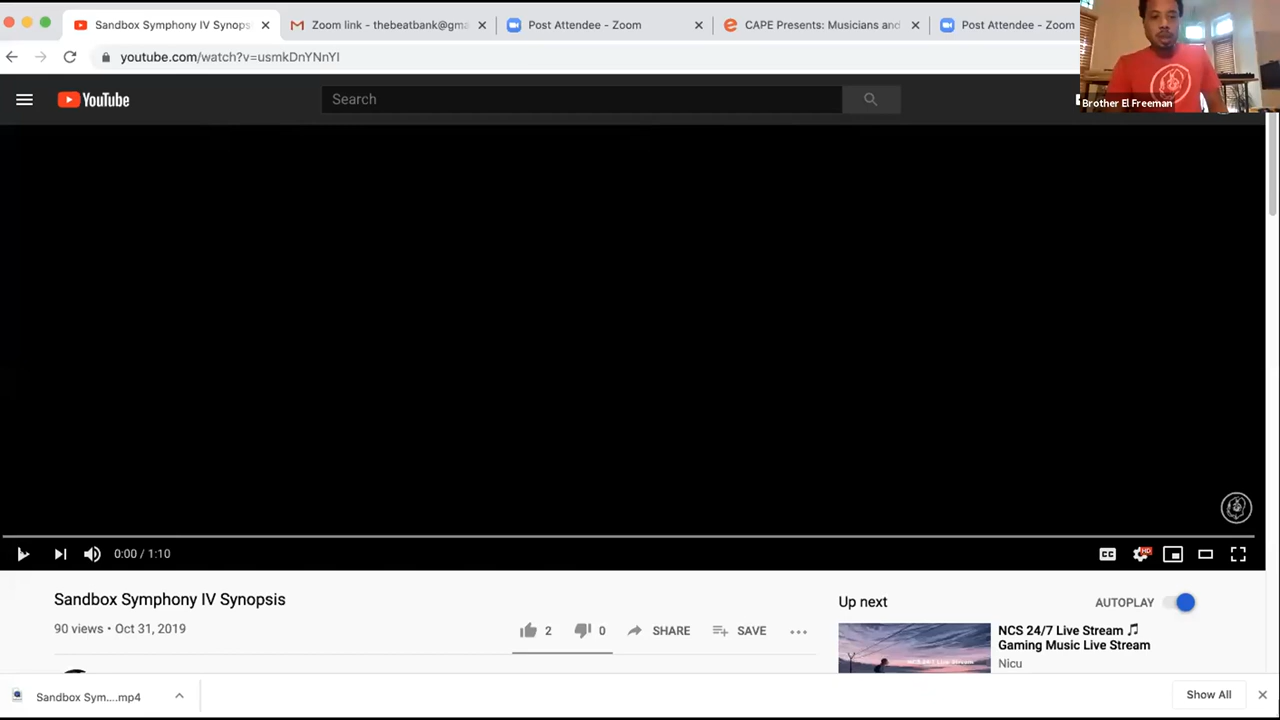 Sandbox Symphony IV Synops
Zoom link - thebeatbank@gma
Post Attendee - Zoom
CAPE Presents: Musicians and
Post Attendee - Zoom
youtube.com/watch?v=usmkDnYNnYI
YouTube
Search
Brother El Freeman
0:00 / 1:10
CC
HD
Sandbox Symphony IV Synopsis
90 views • Oct 31, 2019
2
0
SHARE
SAVE
Up next
AUTOPLAY
NCS 24/7 Live Stream 🎵
Gaming Music Live Stream
Nicu
Sandbox Sym....mp4
Show All